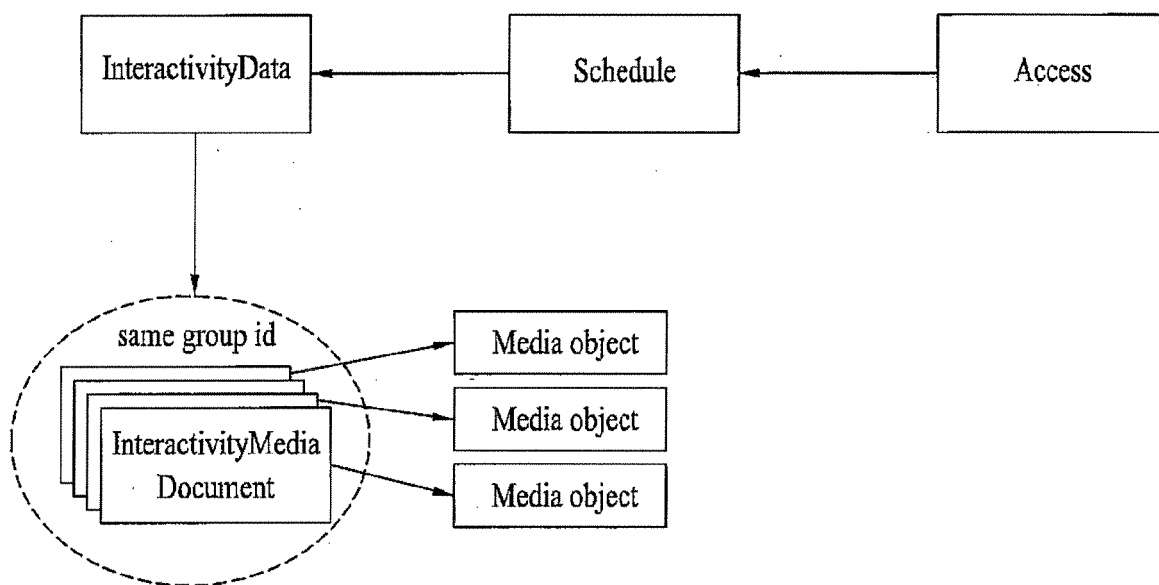 InteractivityData
Schedule
Access
same group id
InteractivityMedia
Document
Media object
Media object
Media object